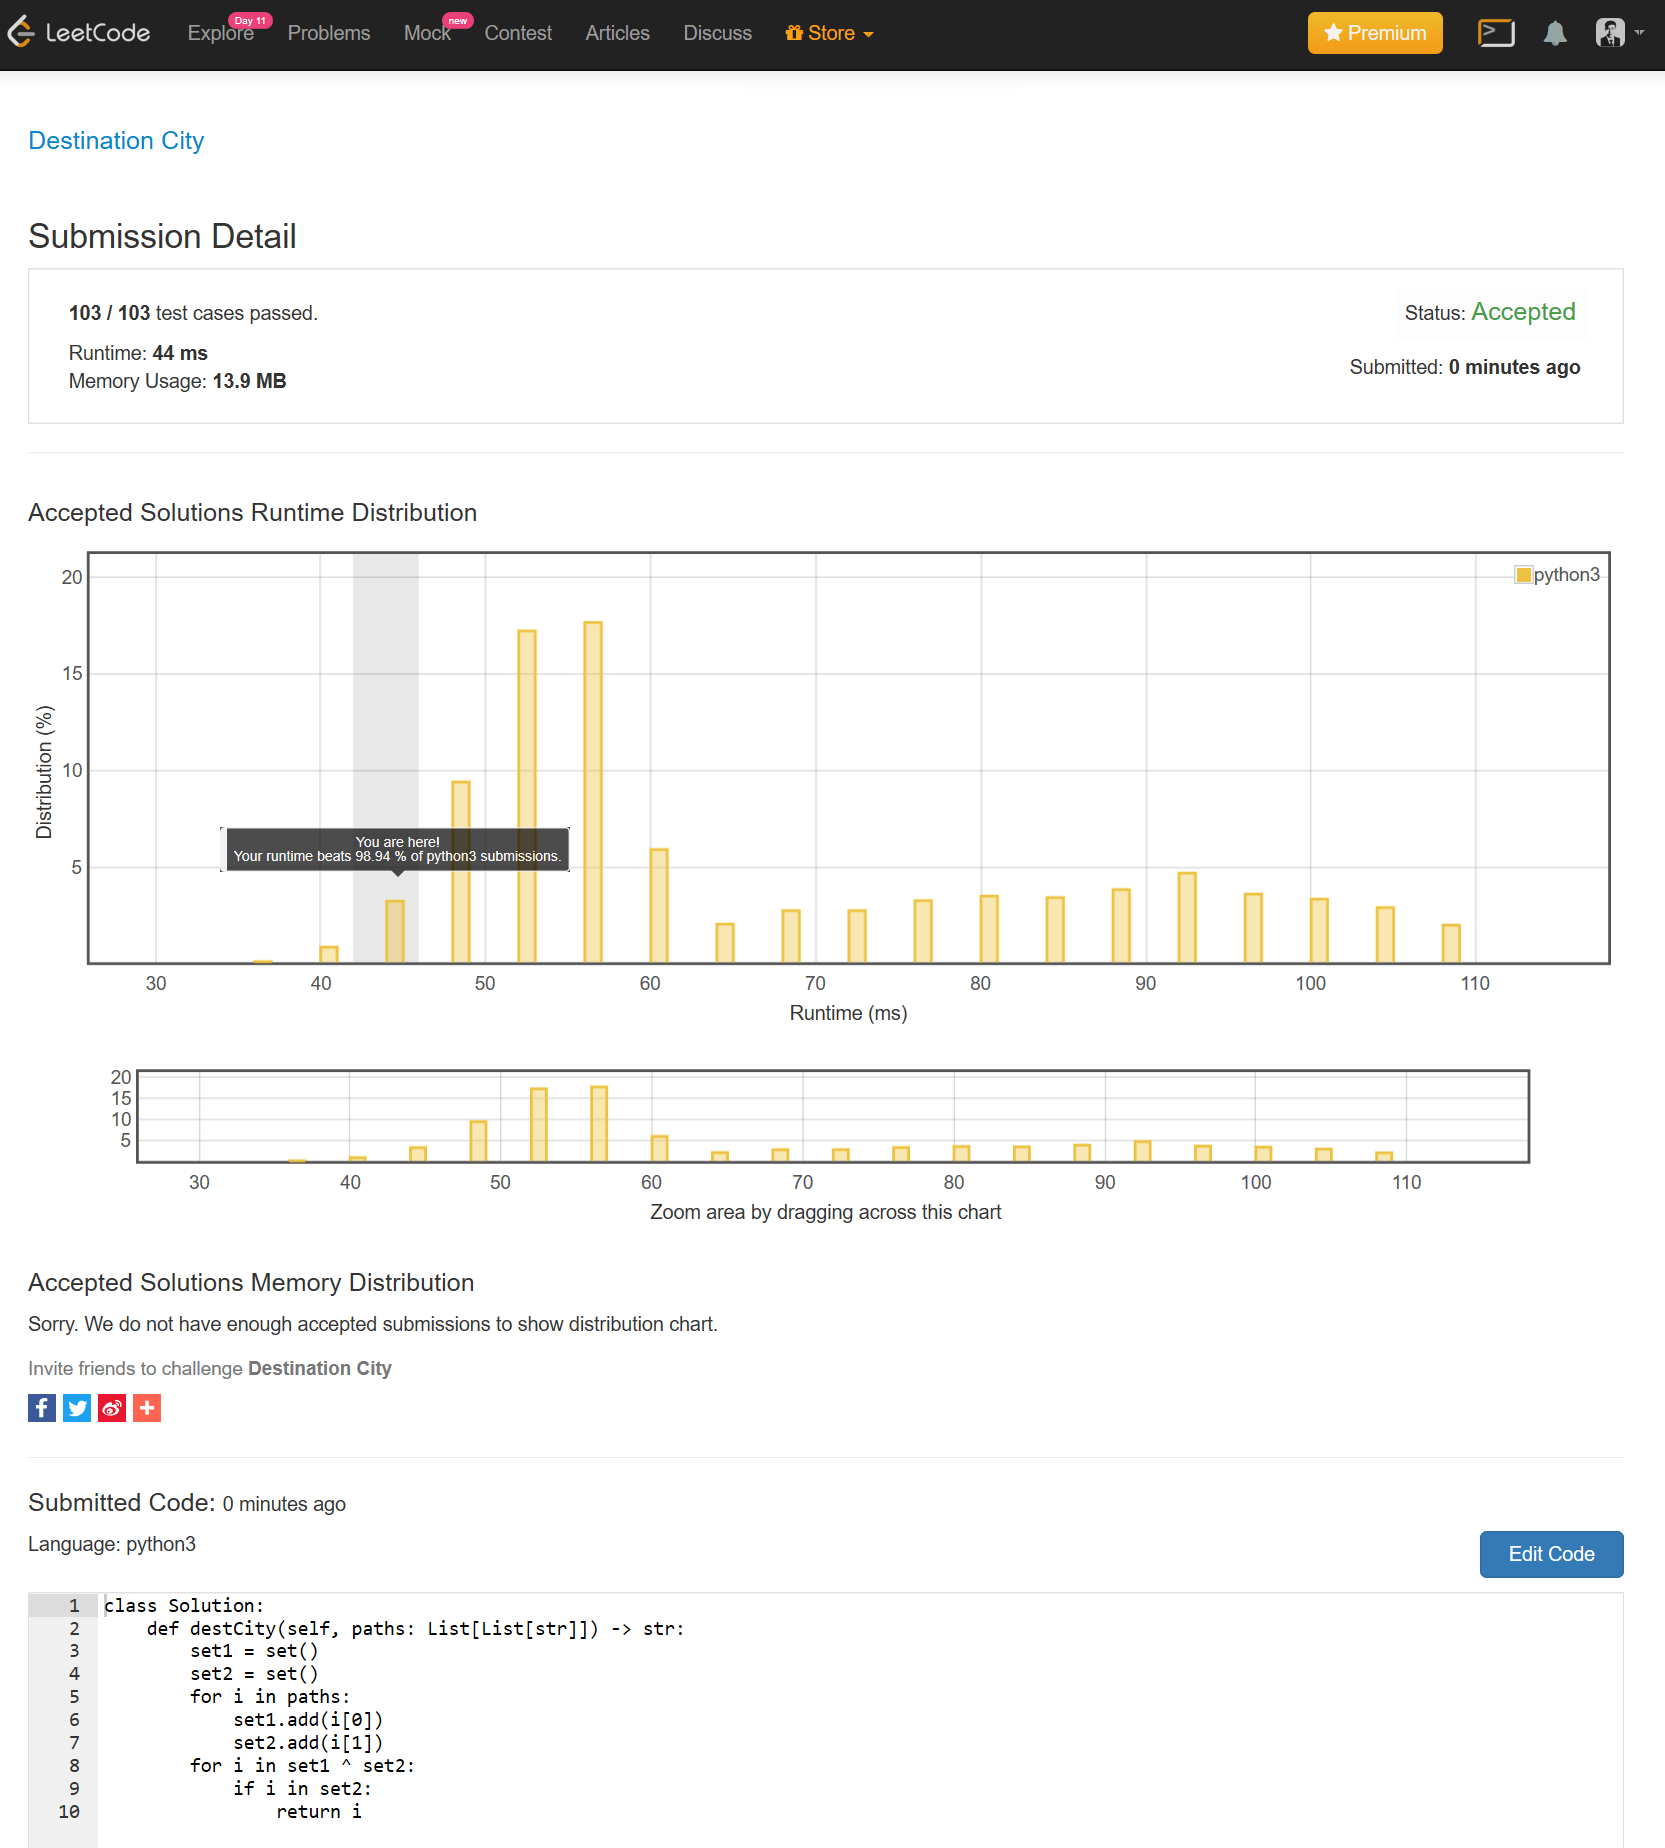 LeetCode
Explore
Day 11
Problems
Mock
new
Contest
Articles
Discuss
Store
Premium
Destination City
Submission Detail
103 / 103 test cases passed.
Status: Accepted
Runtime: 44 ms
Submitted: 0 minutes ago
Memory Usage: 13.9 MB
Accepted Solutions Runtime Distribution
20
15
10
5
Distribution (%)
python3
You are here!
Your runtime beats 98.94 % of python3 submissions.
30 40 50 60 70 80 90 100 110
Runtime (ms)
20
15
10
5
30 40 50 60 70 80 90 100 110
Zoom area by dragging across this chart
Accepted Solutions Memory Distribution
Sorry. We do not have enough accepted submissions to show distribution chart.
Invite friends to challenge Destination City
Submitted Code: 0 minutes ago
Language: python3
Edit Code
1 class Solution:
2     def destCity(self, paths: List[List[str]]) -> str:
3         set1 = set()
4         set2 = set()
5         for i in paths:
6             set1.add(i[0])
7             set2.add(i[1])
8         for i in set1 ^ set2:
9             if i in set2:
10                 return i